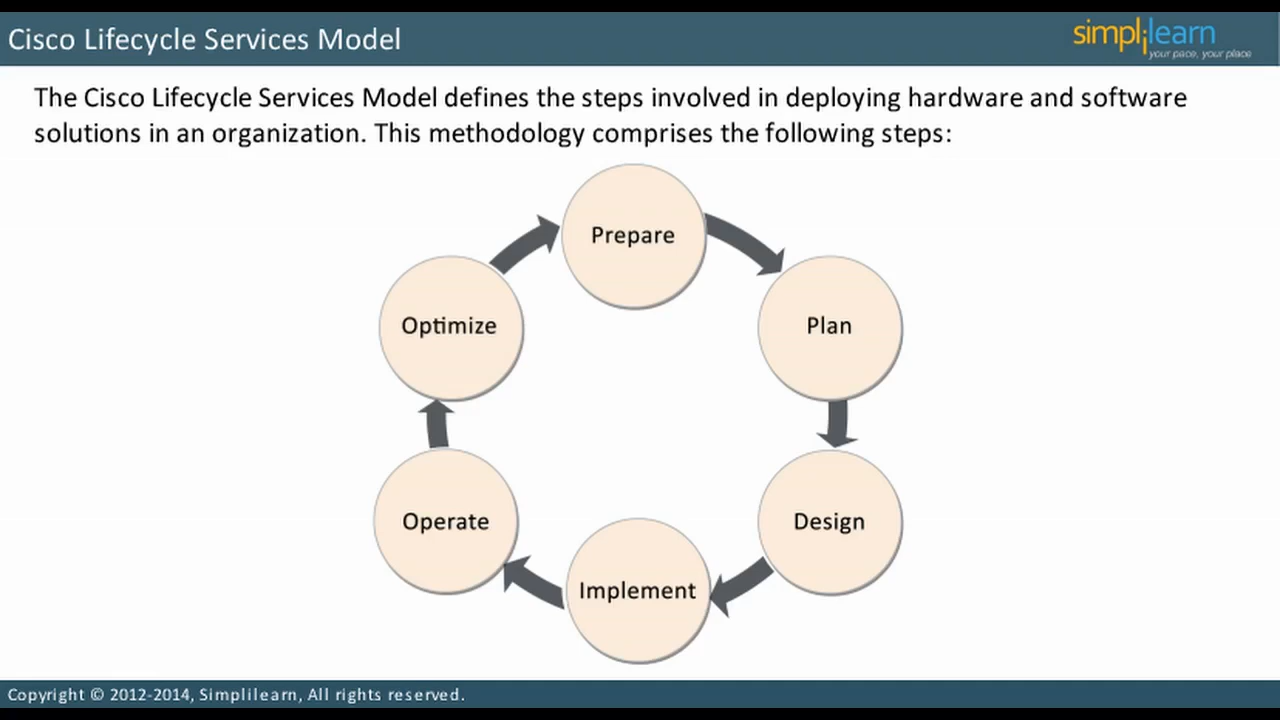 Cisco Lifecycle Services Model
simplilearn
your pace, your place
The Cisco Lifecycle Services Model defines the steps involved in deploying hardware and software
solutions in an organization. This methodology comprises the following steps:
Prepare
Plan
Design
Implement
Operate
Optimize
Copyright © 2012-2014, Simplilearn, All rights reserved.